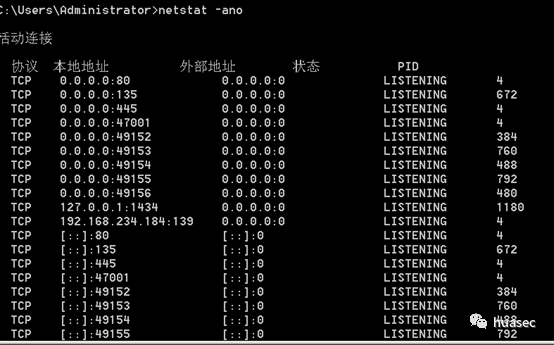 C:\Users\Administrator>netstat -ano
活动连接
协议 本地地址 外部地址 状态 PID
TCP 0.0.0.0:80 0.0.0.0:0 LISTENING 4
TCP 0.0.0.0:135 0.0.0.0:0 LISTENING 672
TCP 0.0.0.0:445 0.0.0.0:0 LISTENING 4
TCP 0.0.0.0:47001 0.0.0.0:0 LISTENING 4
TCP 0.0.0.0:49152 0.0.0.0:0 LISTENING 384
TCP 0.0.0.0:49153 0.0.0.0:0 LISTENING 760
TCP 0.0.0.0:49154 0.0.0.0:0 LISTENING 488
TCP 0.0.0.0:49155 0.0.0.0:0 LISTENING 792
TCP 0.0.0.0:49156 0.0.0.0:0 LISTENING 480
TCP 127.0.0.1:1434 0.0.0.0:0 LISTENING 1180
TCP 192.168.234.184:139 0.0.0.0:0 LISTENING 4
TCP [::]:80 [::]:0 LISTENING 4
TCP [::]:135 [::]:0 LISTENING 672
TCP [::]:445 [::]:0 LISTENING 4
TCP [::]:47001 [::]:0 LISTENING 4
TCP [::]:49152 [::]:0 LISTENING 384
TCP [::]:49153 [::]:0 LISTENING 760
TCP [::]:49154 [::]:0 LISTENING 488
TCP [::]:49155 [::]:0 LISTENING 792
huasec